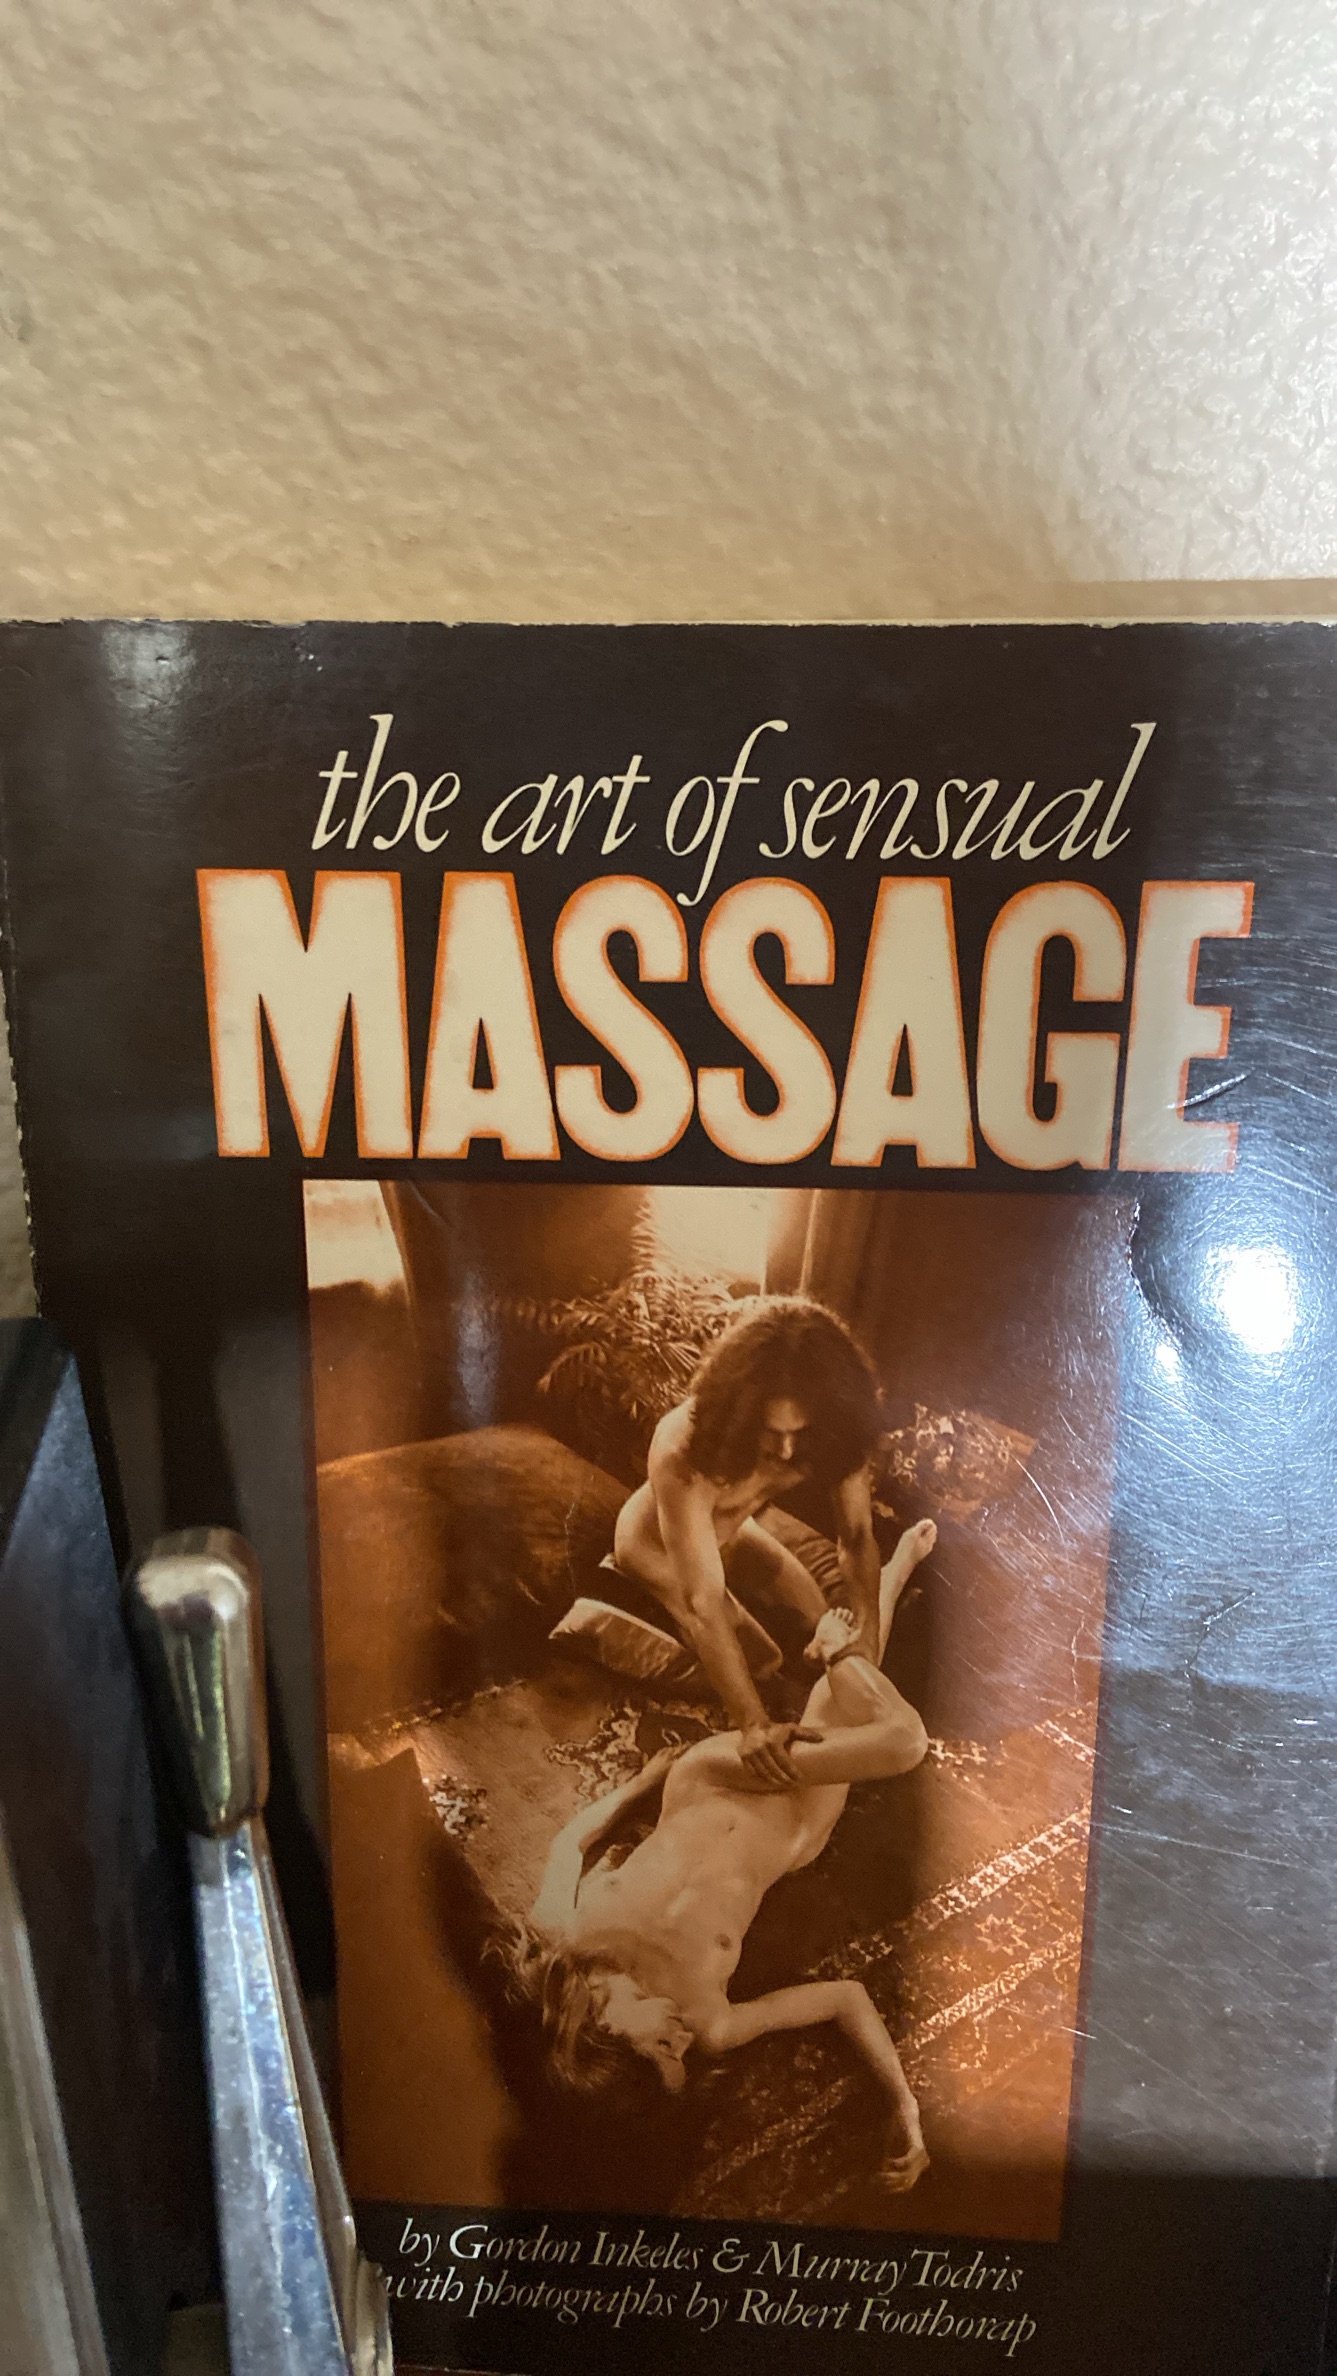 the art of sensual
MASSAGE
by Gordon Inkeles & Murray Todris
with photographs by Robert Foothorap